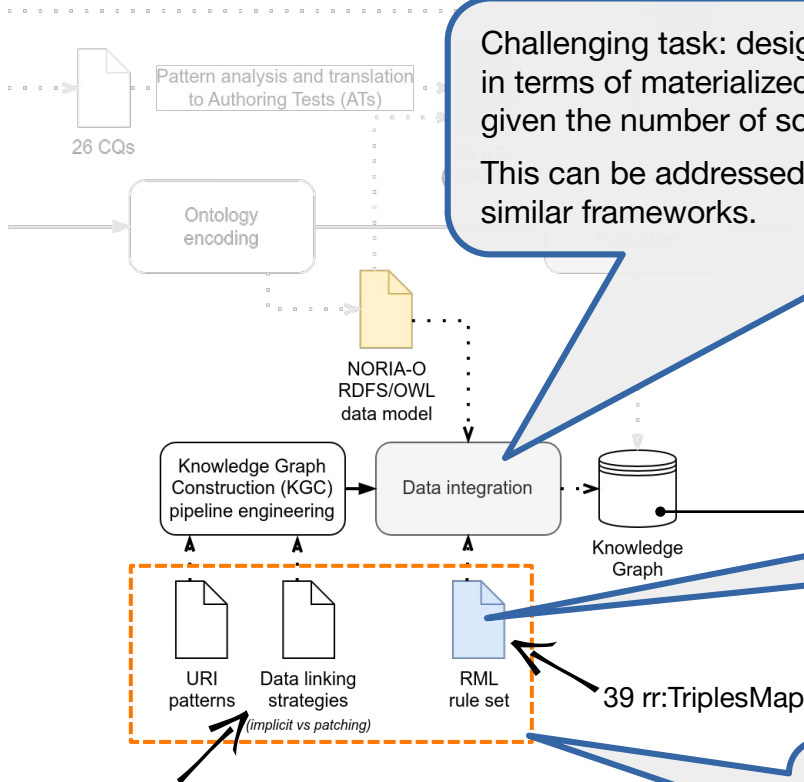 Challenging task: desig
in terms of materialized
given the number of so
This can be addressed
similar frameworks.
Pattern analysis and translation
to Authoring Tests (ATs)
26 CQs
Ontology
encoding
NORIA-O
RDFS/OWL
data model
Knowledge Graph
Construction (KGC)
pipeline engineering
Data integration
Knowledge
Graph
URI
patterns
Data linking
strategies
(implicit vs patching)
RML
rule set
39 rr:TriplesMap